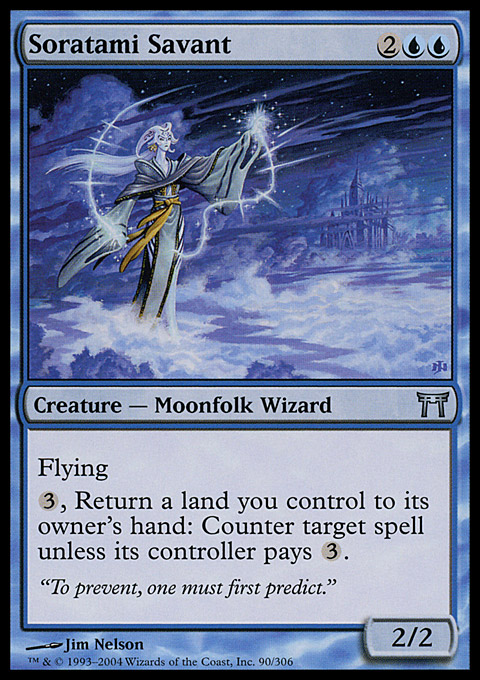 Soratami Savant 2
Creature — Moonfolk Wizard
Flying
3, Return a land you control to its
owner's hand: Counter target spell
unless its controller pays 3.
"To prevent, one must first predict."
Jim Nelson
2/2
™ & © 1993–2004 Wizards of the Coast, Inc. 90/306